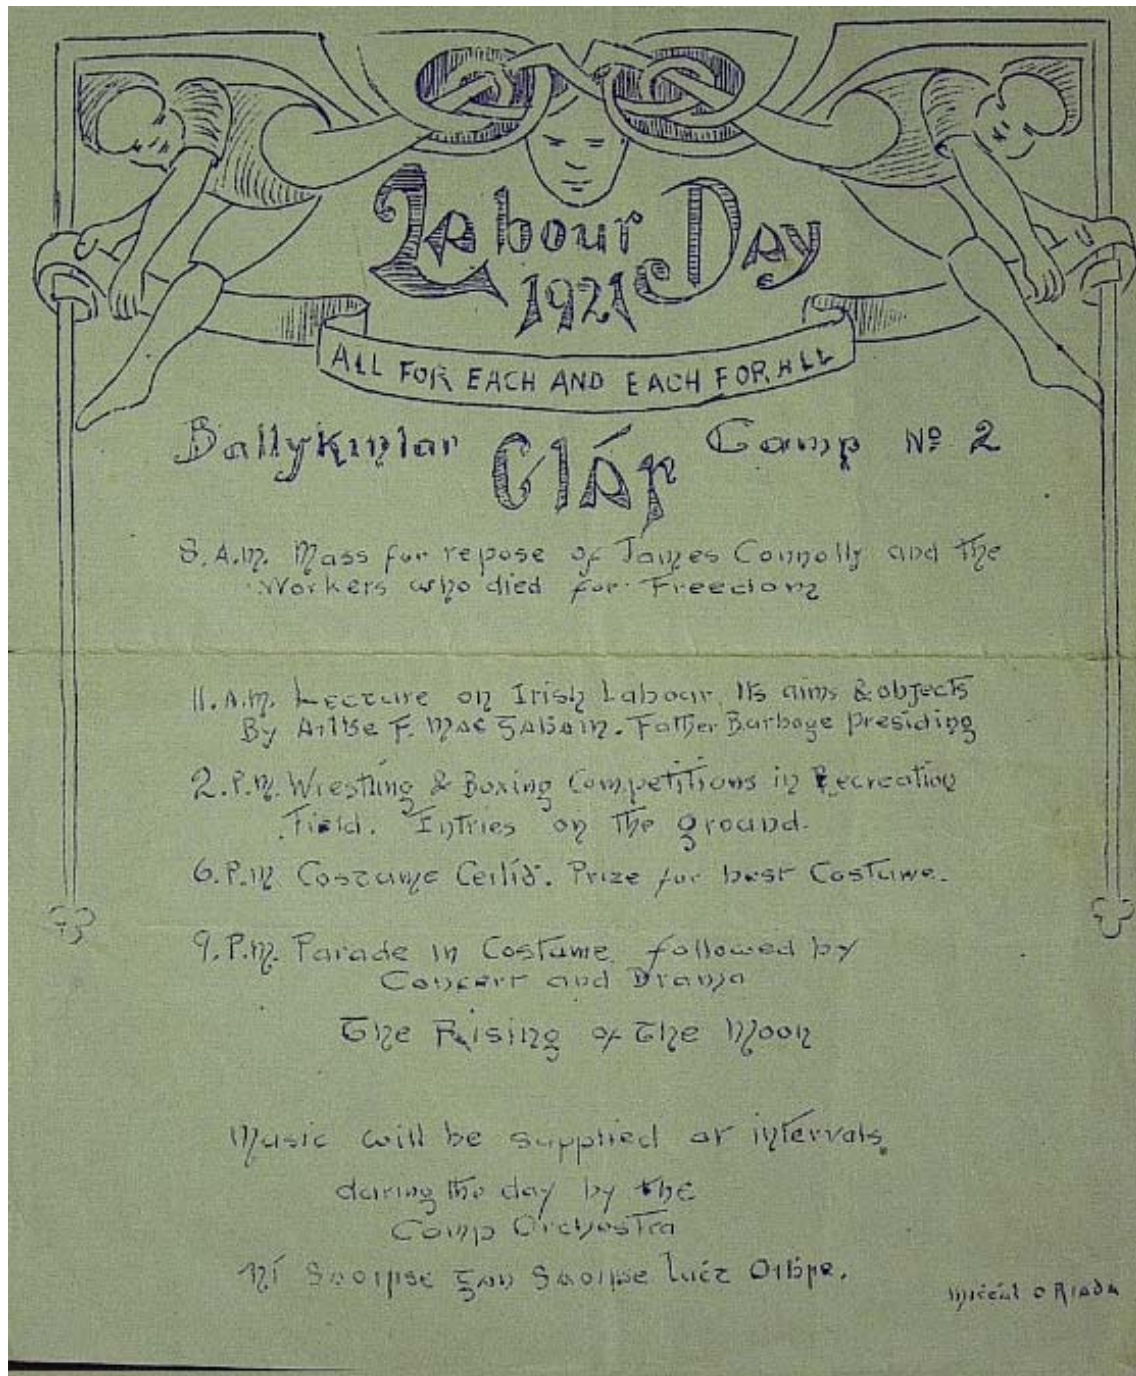 Labour Day
1921
ALL FOR EACH AND EACH FOR ALL
Ballykinlar Camp Nº 2
Clár
8. A.M. Mass for repose of James Connolly and the
Workers who died for Freedom
11. A.M. Lecture on Irish Labour, Its aims & objects
By Ailbe F. Mac Gabain. Father Burbage presiding
2. P.M. Wrestling & Boxing Competitions in Recreation
Field. Entries on the ground.
6. P.M. Costume Ceilid. Prize for best Costume.
9. P.M. Parade in Costume followed by
Concert and Drama
The Rising of The Moon
Music will be supplied at intervals
during the day by the
Camp Orchestra
Ní Saoirse gan Saoirse Luċt Oibre.
O Riada